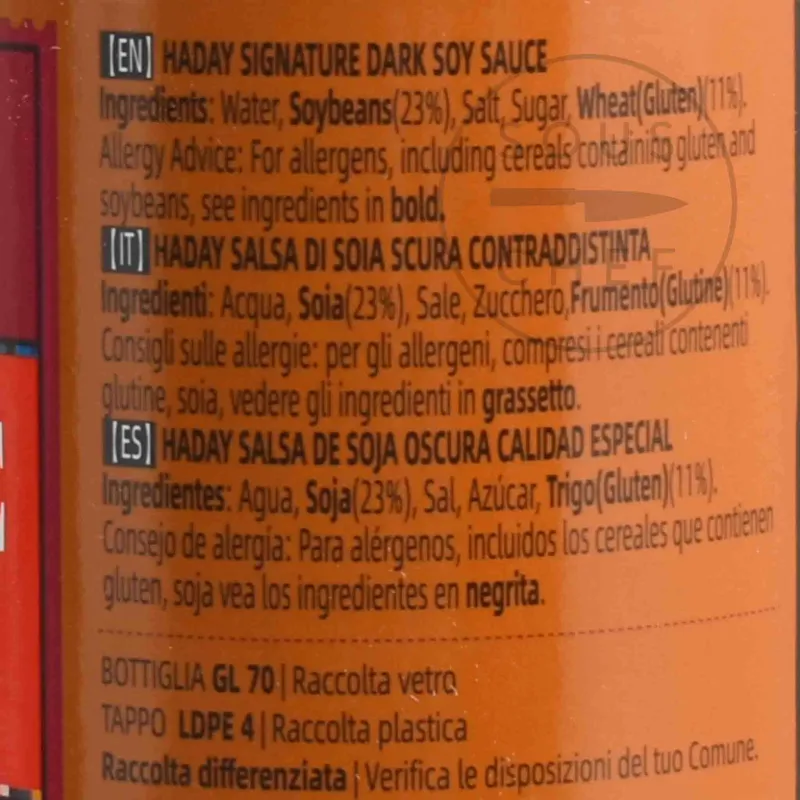 【EN】 HADAY SIGNATURE DARK SOY SAUCE
Ingredients: Water, Soybeans(23%), Salt, Sugar, Wheat(Gluten)(11%).
Allergy Advice: For allergens, including cereals containing gluten and
soybeans, see ingredients in bold.
【IT】 HADAY SALSA DI SOIA SCURA CONTRADDISTINTA
Ingredienti: Acqua, Soia(23%), Sale, Zucchero,Frumento(Glutine)(11%).
Consigli sulle allergie: per gli allergeni, compresi i cereali contenenti
glutine, soia, vedere gli ingredienti in grassetto.
【ES】 HADAY SALSA DE SOJA OSCURA CALIDAD ESPECIAL
Ingredientes: Agua, Soja(23%), Sal, Azúcar, Trigo(Gluten)(11%).
Consejo de alergia: Para alérgenos, incluidos los cereales que contienen
gluten, soja vea los ingredientes en negrita.
BOTTIGLIA GL 70 | Raccolta vetro
TAPPO LDPE 4 | Raccolta plastica
Raccolta differenziata | Verifica le disposizioni del tuo Comune.
SOUS
CHEF